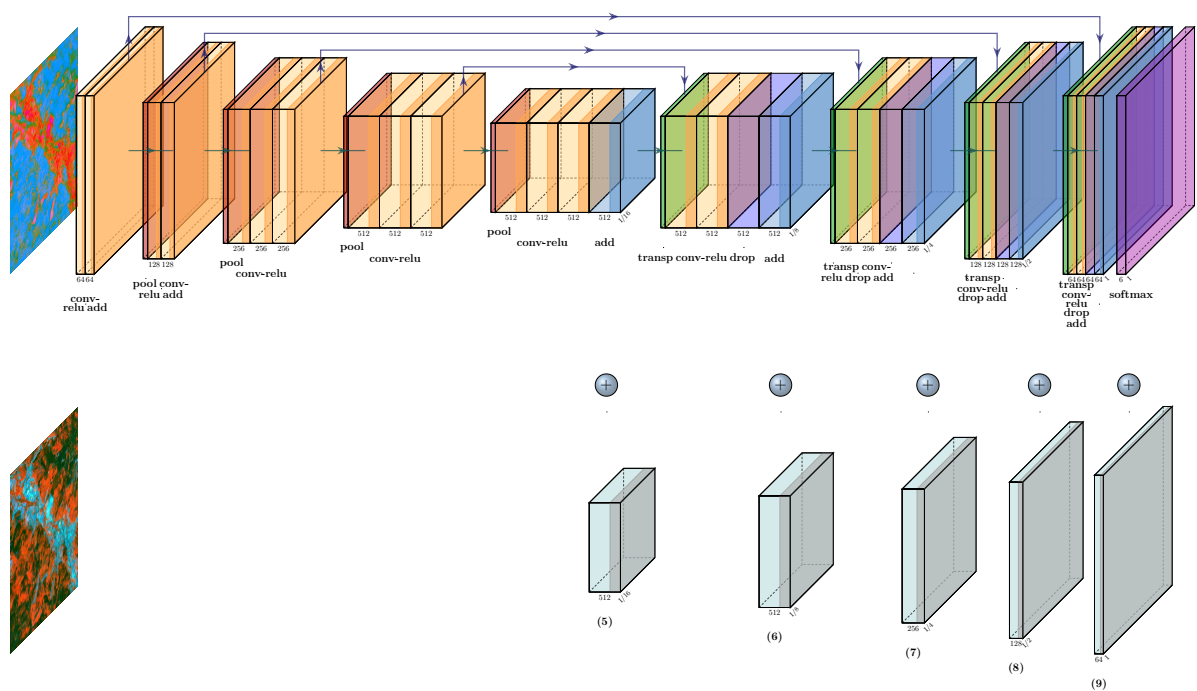 64 64
conv-
relu add
128 128
pool conv-
relu add
256 256 256
pool
conv-relu
512 512 512
pool
conv-relu
512 512 512 512 1/16
pool
conv-relu add
512 512 512 512 1/8
transp conv-relu drop add
256 256 256 256 1/4
transp conv-
relu drop add
128 128 128 128 1/2
transp
conv-relu
drop add
64 64 64 64 1
transp
conv-
relu
drop
add
6 1
softmax
+ + + + +
512 1/16
(5)
512 1/8
(6)
256 1/4
(7)
128 1/2
(8)
64 1
(9)